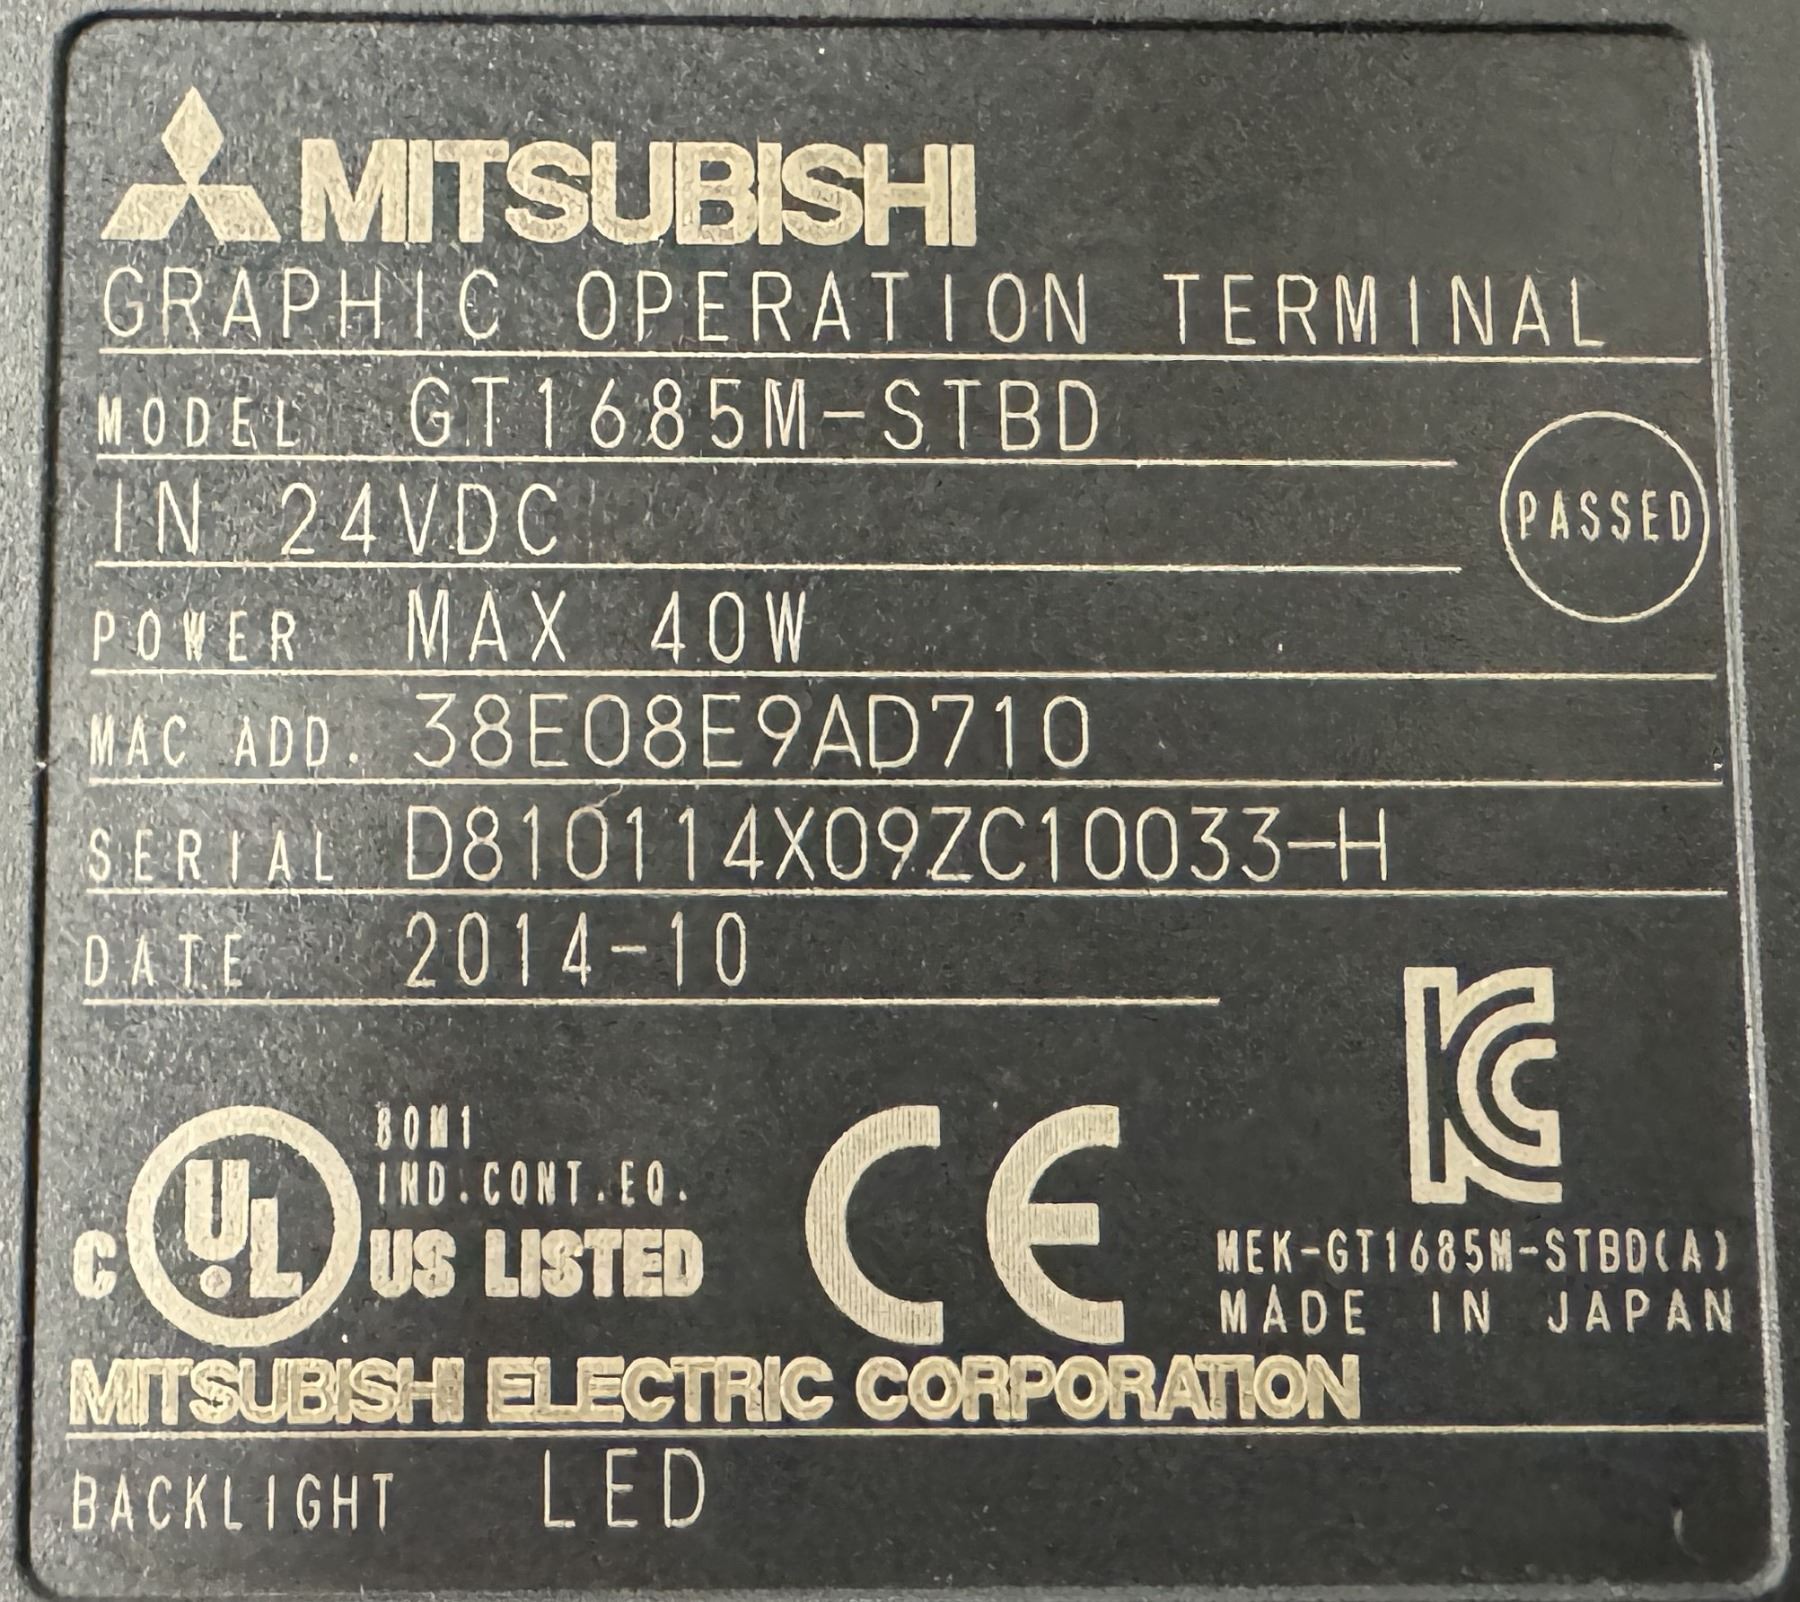 MITSUBISHI
GRAPHIC OPERATION TERMINAL
MODEL GT1685M-STBD
IN 24VDC
PASSED
POWER MAX 40W
MAC ADD. 38E08E9AD710
SERIAL D810114X09ZC10033-H
DATE 2014-10
KC
80M1
IND.CONT.EQ.
C UL US LISTED
CE
MEK-GT1685M-STBD(A)
MADE IN JAPAN
MITSUBISHI ELECTRIC CORPORATION
BACKLIGHT LED